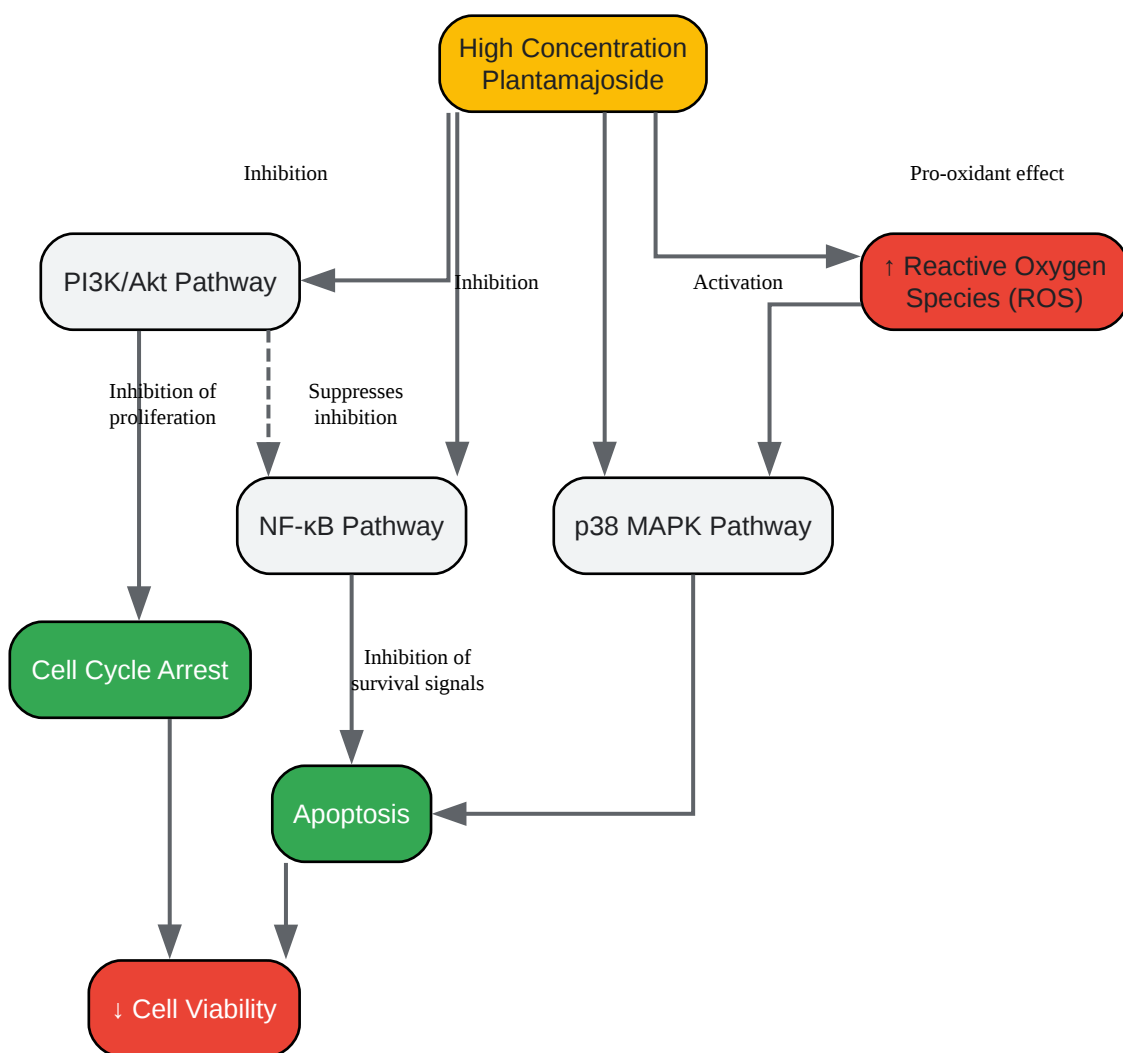 High Concentration
Plantamajoside
Inhibition
Pro-oxidant effect
PI3K/Akt Pathway
Inhibition
Activation
↑ Reactive Oxygen
Species (ROS)
Inhibition of
proliferation
Suppresses
inhibition
NF-κB Pathway
p38 MAPK Pathway
Cell Cycle Arrest
Inhibition of
survival signals
Apoptosis
↓ Cell Viability